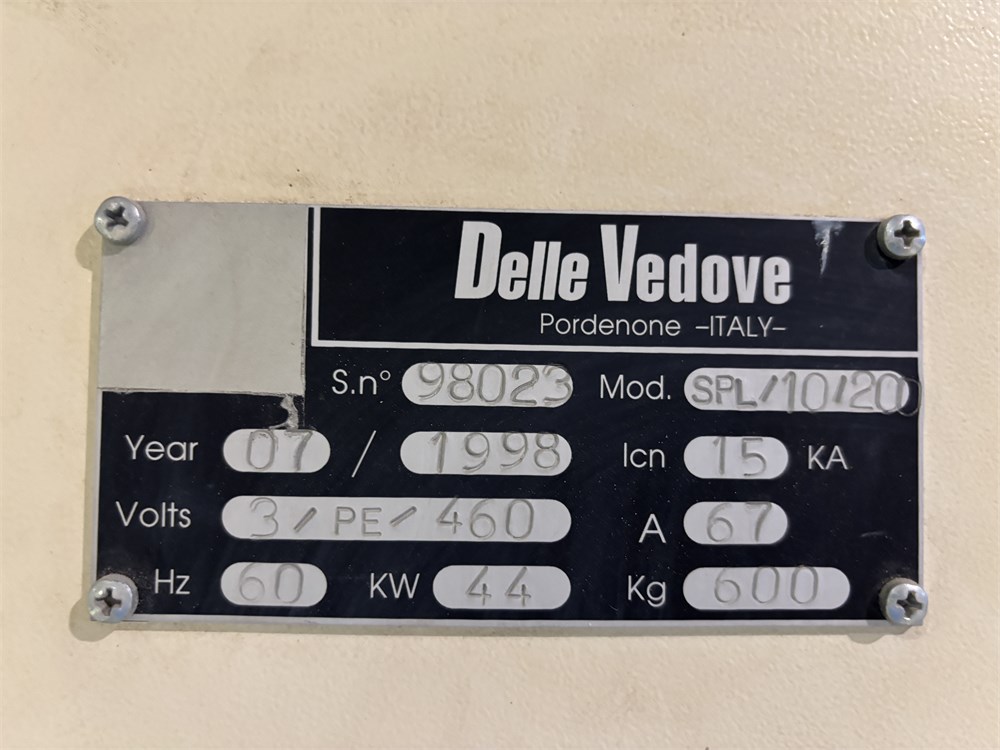 Delle Vedove
Pordenone -ITALY-
S.n° 98023 Mod. SPL/10/20
Year 07 / 1998 Icn 15 KA
Volts 3/PE/460 A 67
Hz 60 KW 44 Kg 600